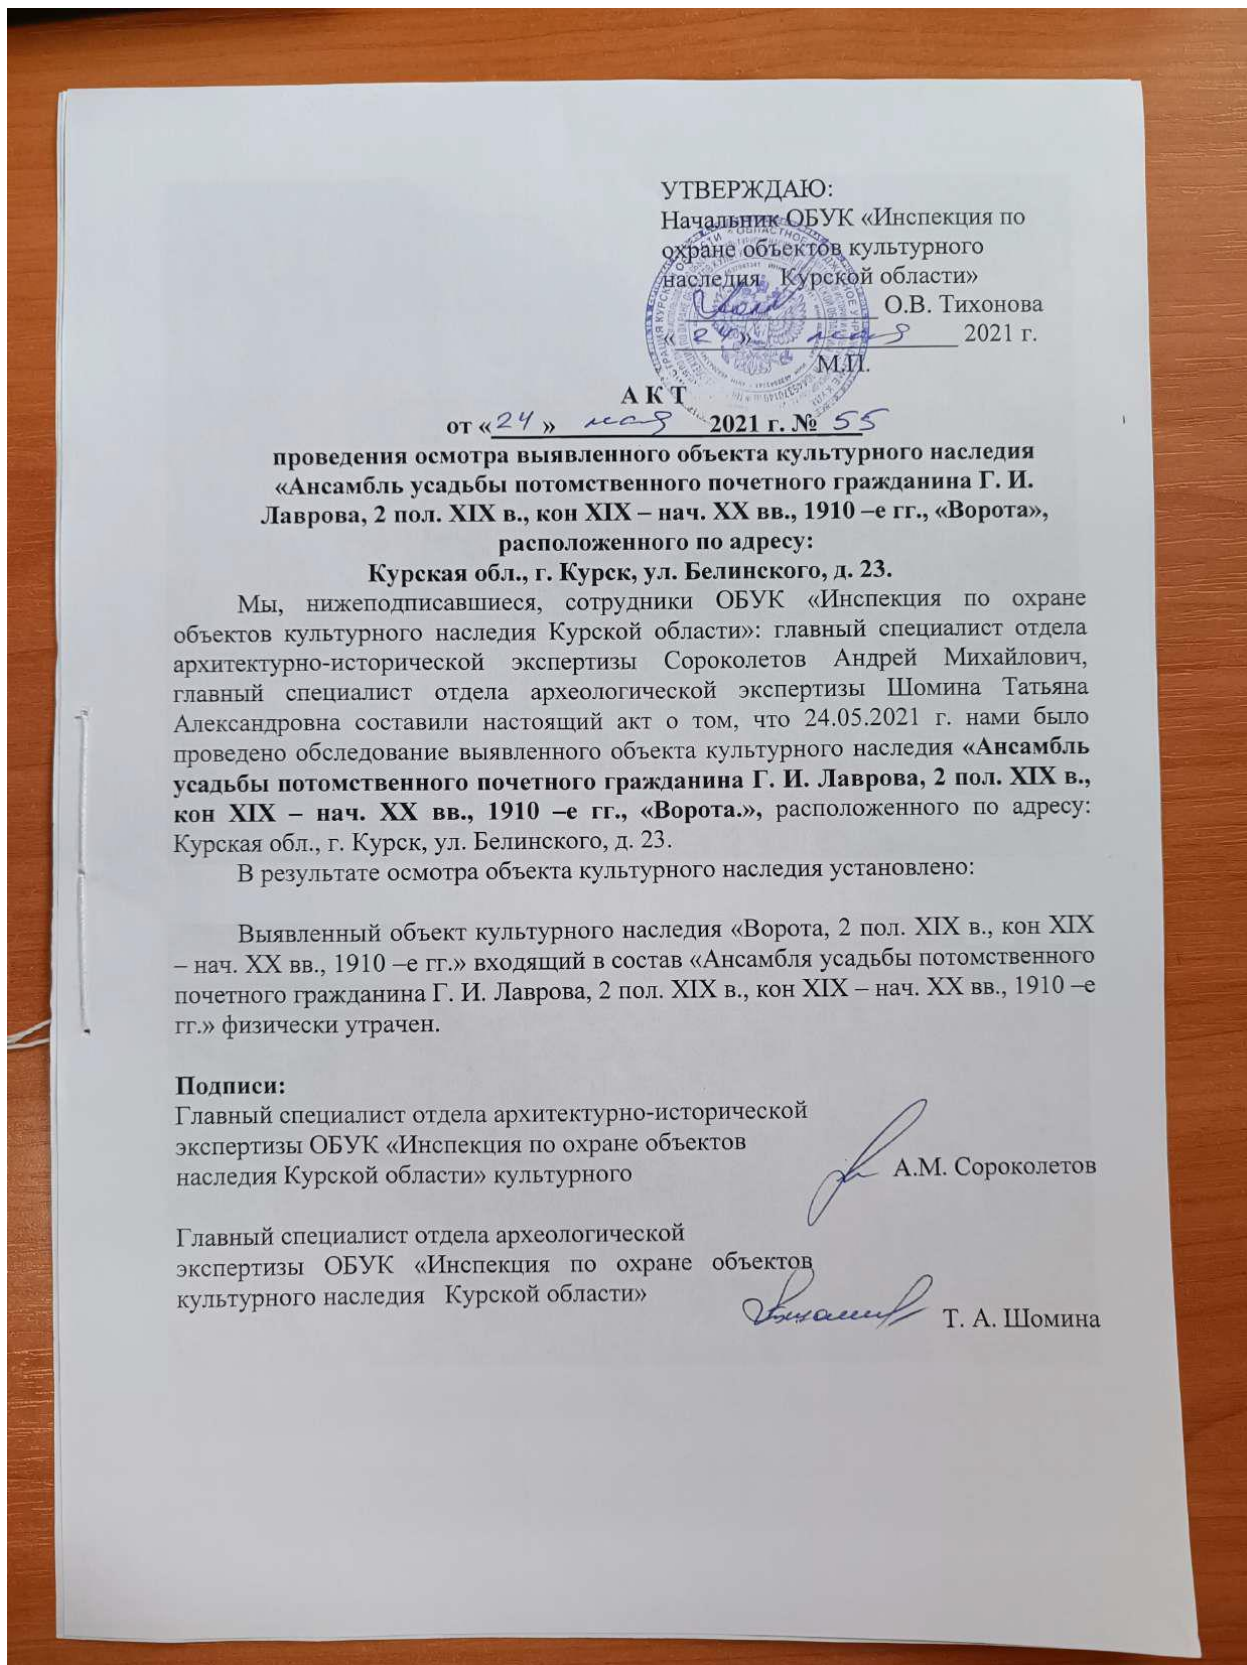 УТВЕРЖДАЮ:
Начальник ОБУК «Инспекция по
охране объектов культурного
наследия Курской области»
О.В. Тихонова
«24» мая 2021 г.
М.П.
А К Т
от «24» мая 2021 г. № 55
проведения осмотра выявленного объекта культурного наследия
«Ансамбль усадьбы потомственного почетного гражданина Г. И.
Лаврова, 2 пол. XIX в., кон XIX – нач. XX вв., 1910 –е гг., «Ворота»,
расположенного по адресу:
Курская обл., г. Курск, ул. Белинского, д. 23.
Мы, нижеподписавшиеся, сотрудники ОБУК «Инспекция по охране
объектов культурного наследия Курской области»: главный специалист отдела
архитектурно-исторической экспертизы Сороколетов Андрей Михайлович,
главный специалист отдела археологической экспертизы Шомина Татьяна
Александровна составили настоящий акт о том, что 24.05.2021 г. нами было
проведено обследование выявленного объекта культурного наследия «Ансамбль
усадьбы потомственного почетного гражданина Г. И. Лаврова, 2 пол. XIX в.,
кон XIX – нач. XX вв., 1910 –е гг., «Ворота.», расположенного по адресу:
Курская обл., г. Курск, ул. Белинского, д. 23.
В результате осмотра объекта культурного наследия установлено:
Выявленный объект культурного наследия «Ворота, 2 пол. XIX в., кон XIX
– нач. XX вв., 1910 –е гг.» входящий в состав «Ансамбля усадьбы потомственного
почетного гражданина Г. И. Лаврова, 2 пол. XIX в., кон XIX – нач. XX вв., 1910 –е
гг.» физически утрачен.
Подписи:
Главный специалист отдела архитектурно-исторической
экспертизы ОБУК «Инспекция по охране объектов
наследия Курской области» культурного
А.М. Сороколетов
Главный специалист отдела археологической
экспертизы ОБУК «Инспекция по охране объектов
культурного наследия Курской области»
Т. А. Шомина